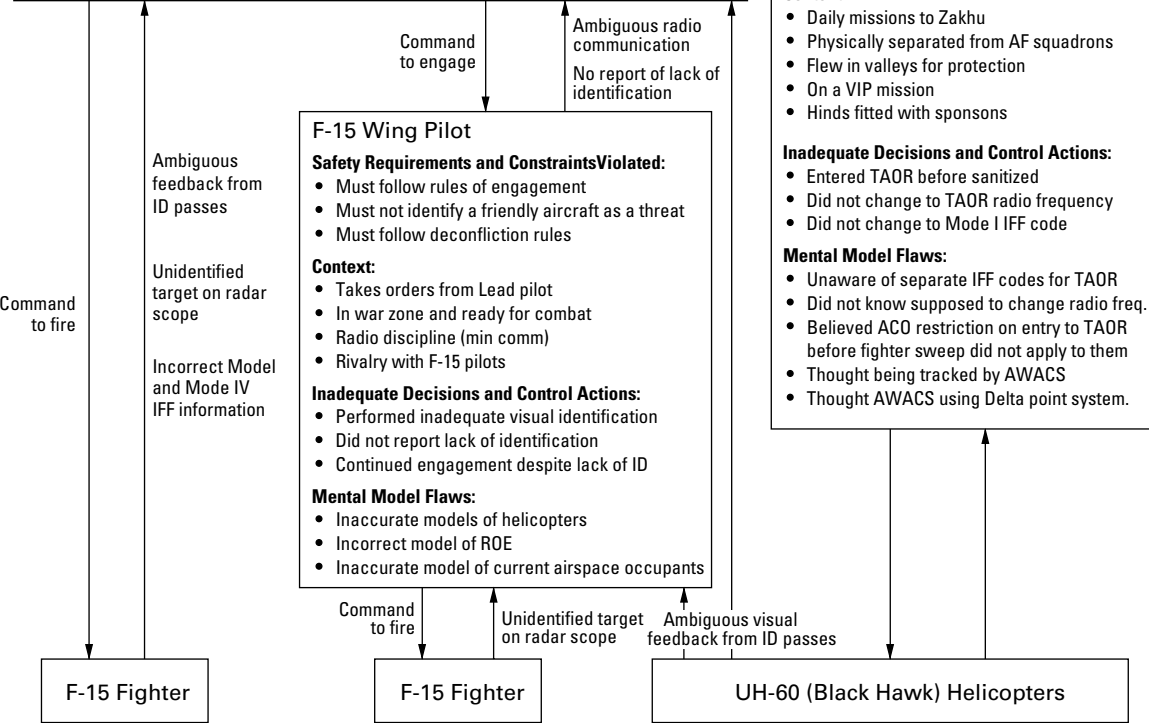 Command
to fire
Ambiguous
feedback from
ID passes
Unidentified
target on radar
scope
Incorrect Model
and Mode IV
IFF information
Command
to engage
Ambiguous radio
communication
No report of lack of
identification
F-15 Wing Pilot
Safety Requirements and ConstraintsViolated:
• Must follow rules of engagement
• Must not identify a friendly aircraft as a threat
• Must follow deconfliction rules
Context:
• Takes orders from Lead pilot
• In war zone and ready for combat
• Radio discipline (min comm)
• Rivalry with F-15 pilots
Inadequate Decisions and Control Actions:
• Performed inadequate visual identification
• Did not report lack of identification
• Continued engagement despite lack of ID
Mental Model Flaws:
• Inaccurate models of helicopters
• Incorrect model of ROE
• Inaccurate model of current airspace occupants
• Daily missions to Zakhu
• Physically separated from AF squadrons
• Flew in valleys for protection
• On a VIP mission
• Hinds fitted with sponsons
Inadequate Decisions and Control Actions:
• Entered TAOR before sanitized
• Did not change to TAOR radio frequency
• Did not change to Mode I IFF code
Mental Model Flaws:
• Unaware of separate IFF codes for TAOR
• Did not know supposed to change radio freq.
• Believed ACO restriction on entry to TAOR
before fighter sweep did not apply to them
• Thought being tracked by AWACS
• Thought AWACS using Delta point system.
Command
to fire
Unidentified target
on radar scope
Ambiguous visual
feedback from ID passes
F-15 Fighter
F-15 Fighter
UH-60 (Black Hawk) Helicopters